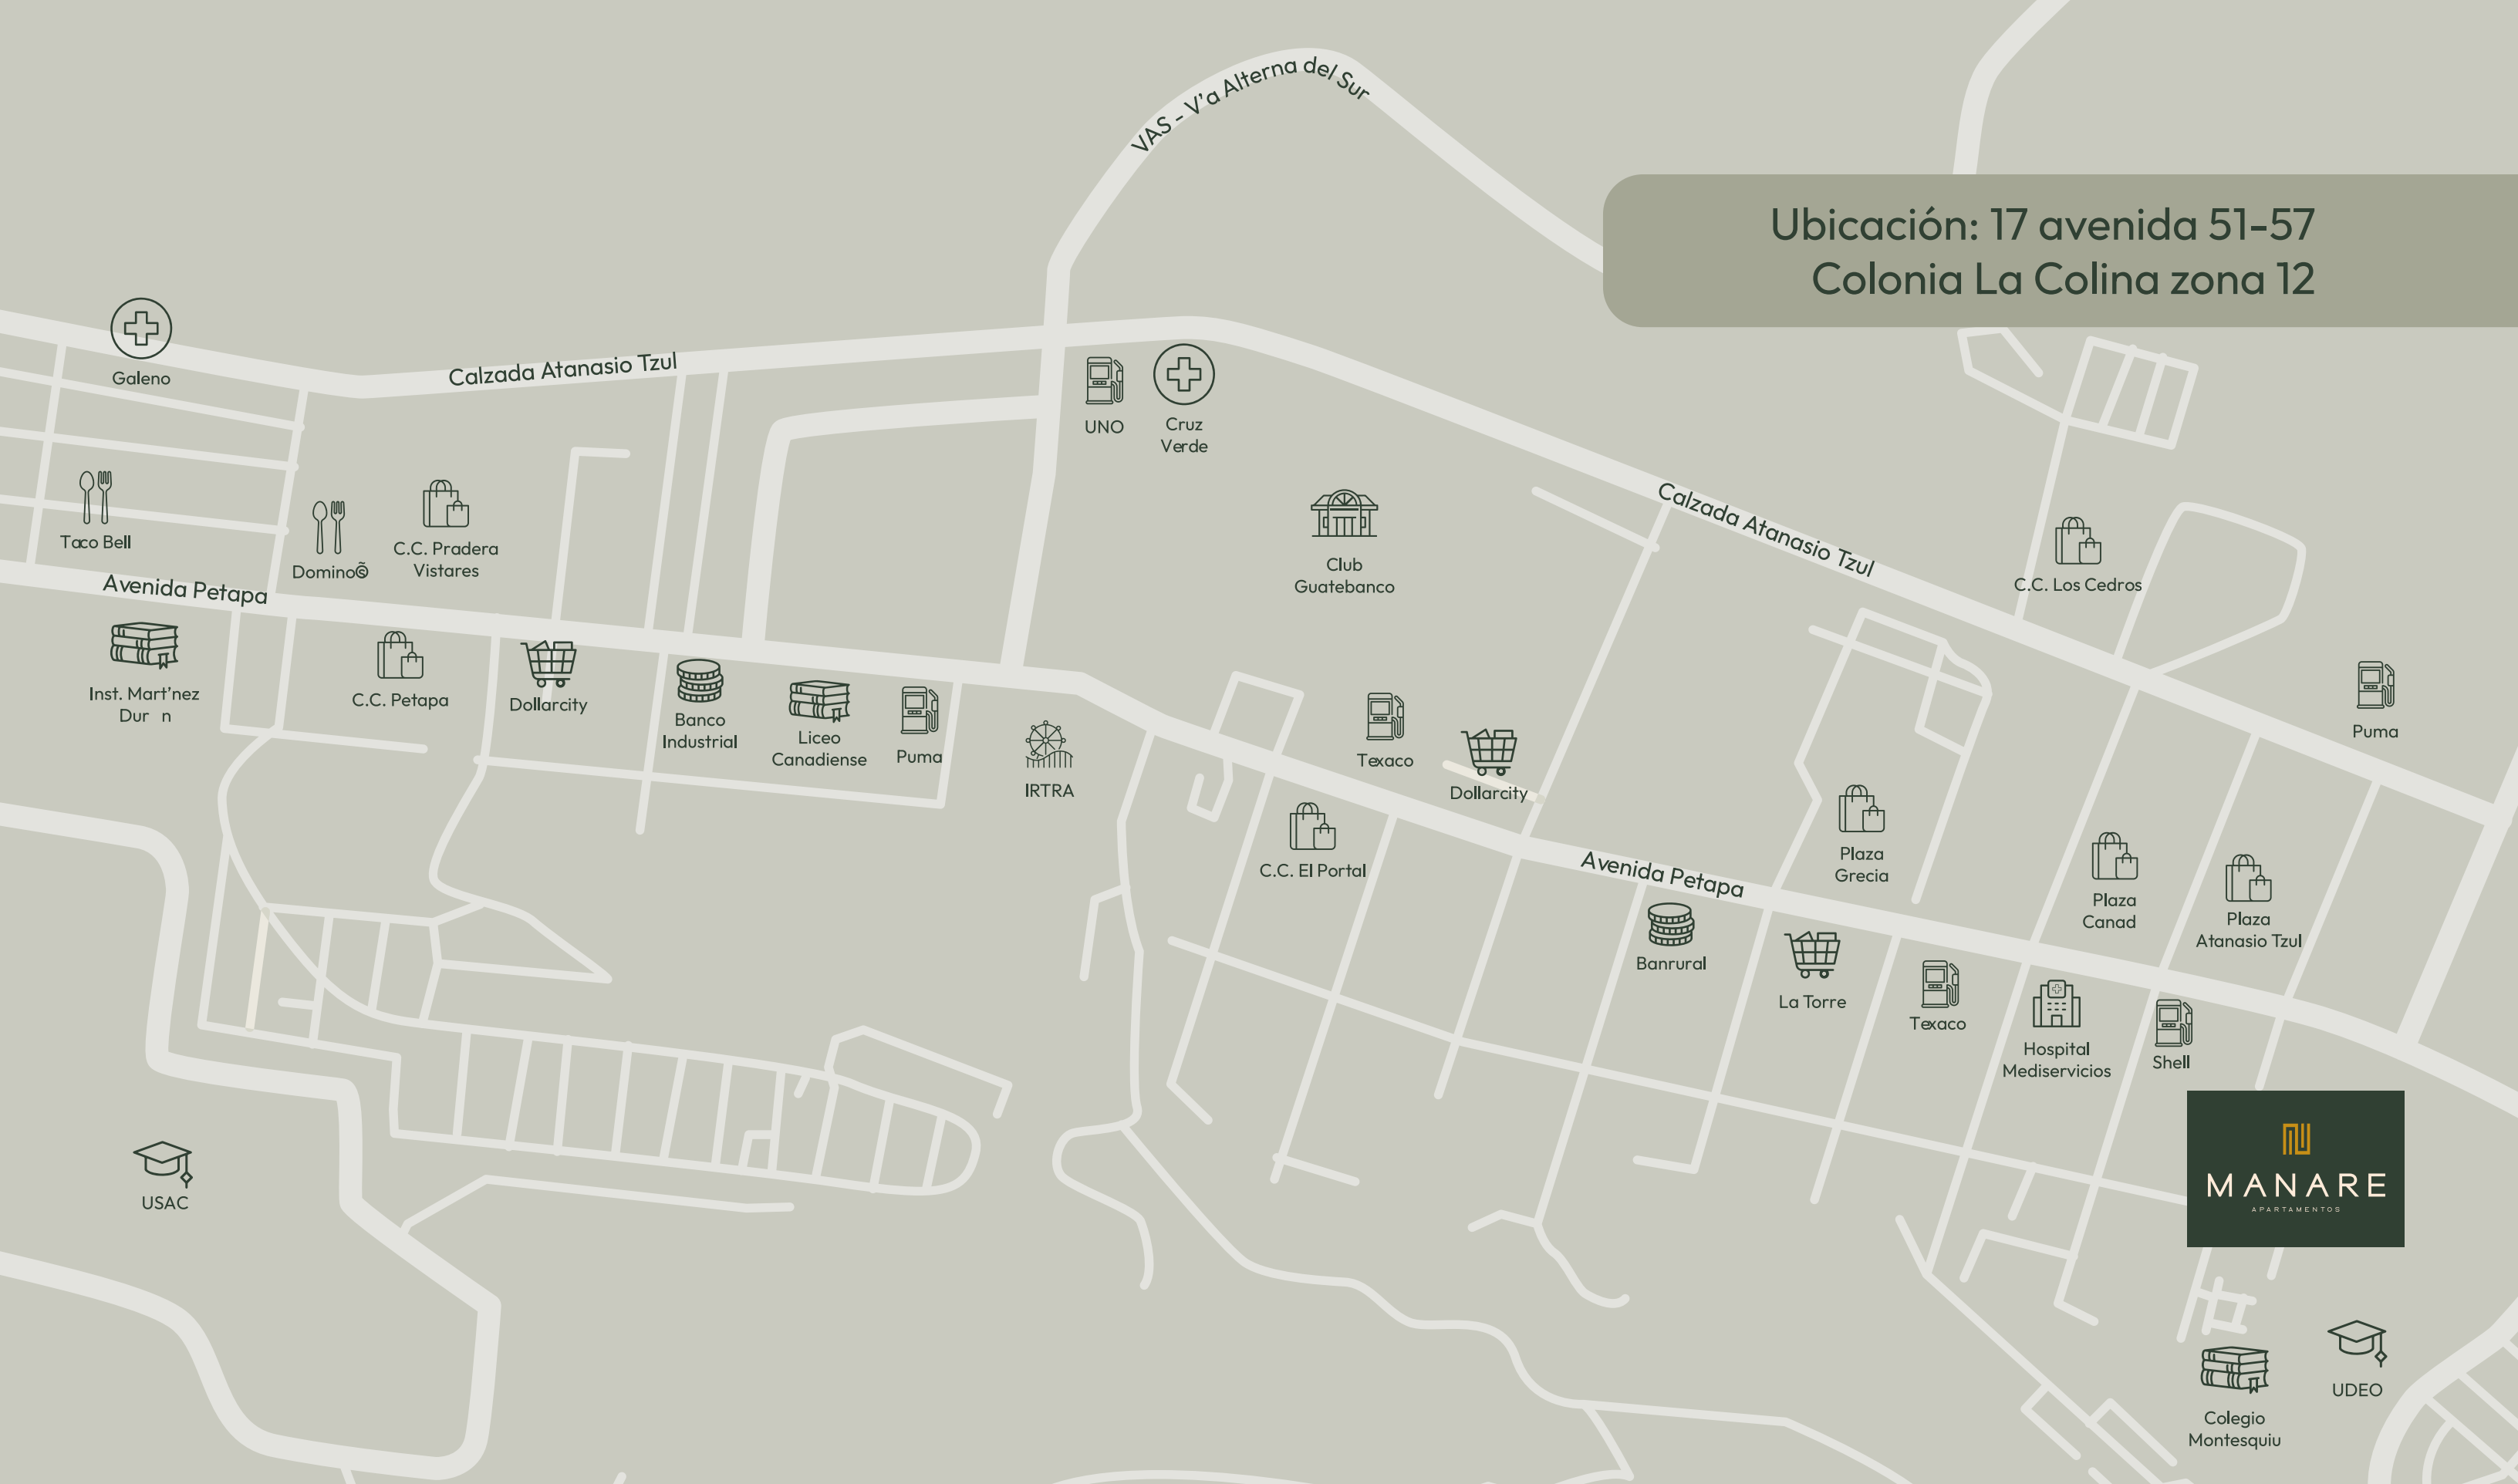 VAS - V'a Alterna del Sur
Ubicación: 17 avenida 51-57
Colonia La Colina zona 12
Galeno
Calzada Atanasio Tzul
UNO
Cruz
Verde
Taco Bell
Dominos̃
C.C. Pradera
Vistares
Club
Guatebanco
Calzada Atanasio Tzul
C.C. Los Cedros
Avenida Petapa
Inst. Mart'nez
Dur n
C.C. Petapa
Dollarcity
Banco
Industrial
Liceo
Canadiense
Puma
IRTRA
Texaco
Dollarcity
Puma
C.C. El Portal
Avenida Petapa
Plaza
Grecia
Plaza
Canad
Plaza
Atanasio Tzul
Banrural
La Torre
Texaco
Hospital
Mediservicios
Shell
MANARE
APARTAMENTOS
USAC
UDEO
Colegio
Montesquiu